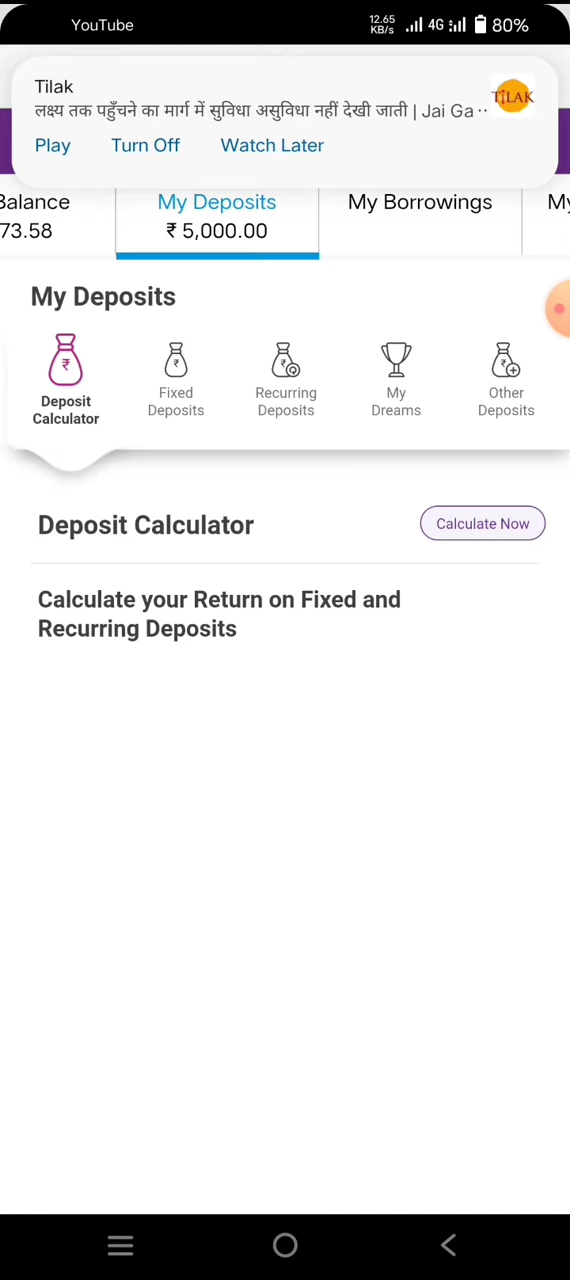 YouTube
12.65 KB/s 4G 80%
Tilak
लक्ष्य तक पहुँचने का मार्ग में सुविधा असुविधा नहीं देखी जाती | Jai Ga ··
TILAK
Play Turn Off Watch Later
Balance My Deposits My Borrowings My
73.58 ₹ 5,000.00
My Deposits
Deposit Calculator
Fixed Deposits
Recurring Deposits
My Dreams
Other Deposits
Deposit Calculator Calculate Now
Calculate your Return on Fixed and
Recurring Deposits